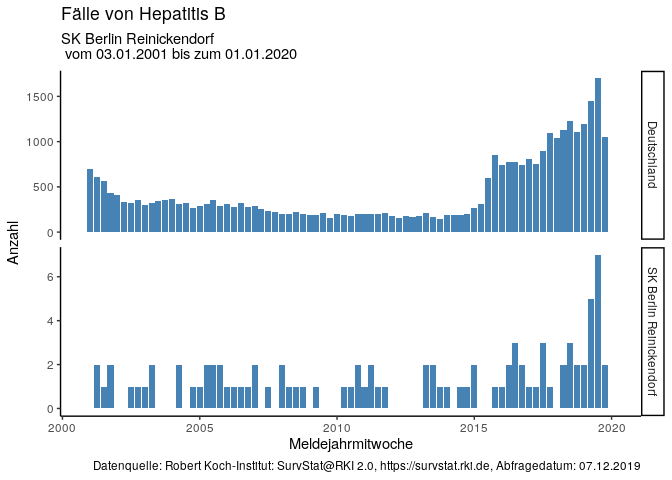 Fälle von Hepatitis B
SK Berlin Reinickendorf
vom 03.01.2001 bis zum 01.01.2020
Anzahl
1500
1000
500
0
Deutschland
6
4
2
0
SK Berlin Reinickendorf
2000
2005
2010
2015
2020
Meldejahrmitwoche
Datenquelle: Robert Koch-Institut: SurvStat@RKI 2.0, https://survstat.rki.de, Abfragedatum: 07.12.2019